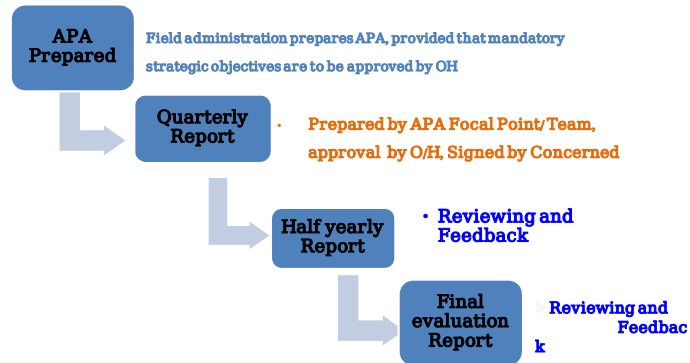 APA
Prepared
Field administration prepares APA, provided that mandatory
strategic objectives are to be approved by OH
Quarterly
Report
• Prepared by APA Focal Point/Team,
approval by O/H, Signed by Concerned
Half yearly
Report
• Reviewing and
Feedback
Final
evaluation
Report
Reviewing and
Feedbac
k